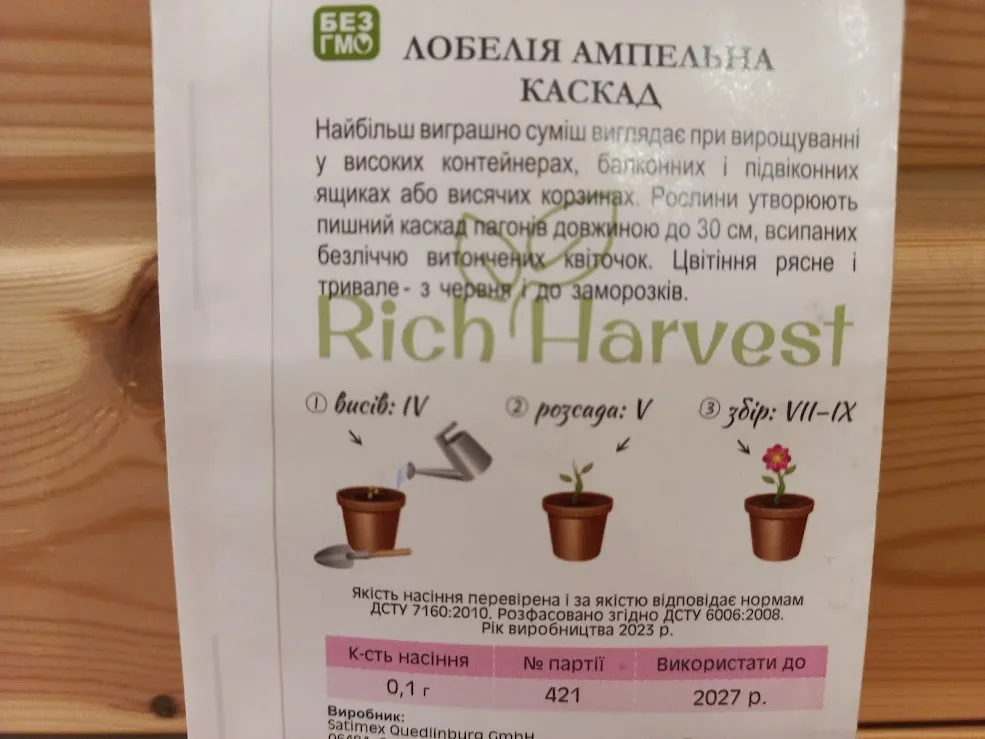 БЕЗ
ГМО
ЛОБЕЛІЯ АМПЕЛЬНА
КАСКАД
Найбільш виграшно суміш виглядає при вирощуванні
у високих контейнерах, балконних і підвіконних
ящиках або висячих корзинах. Рослини утворюють
пишний каскад пагонів довжиною до 30 см, всипаних
безліччю витончених квіточок. Цвітіння рясне і
тривале - з червня і до заморозків.
Rich Harvest
① висів: IV
② розсада: V
③ збір: VII-IX
Якість насіння перевірена і за якістю відповідає нормам
ДСТУ 7160:2010. Розфасовано згідно ДСТУ 6006:2008.
Рік виробництва 2023 р.
К-сть насіння № партії Використати до
0,1 г 421 2027 р.
Виробник:
Satimex Quedlinburg GmbH